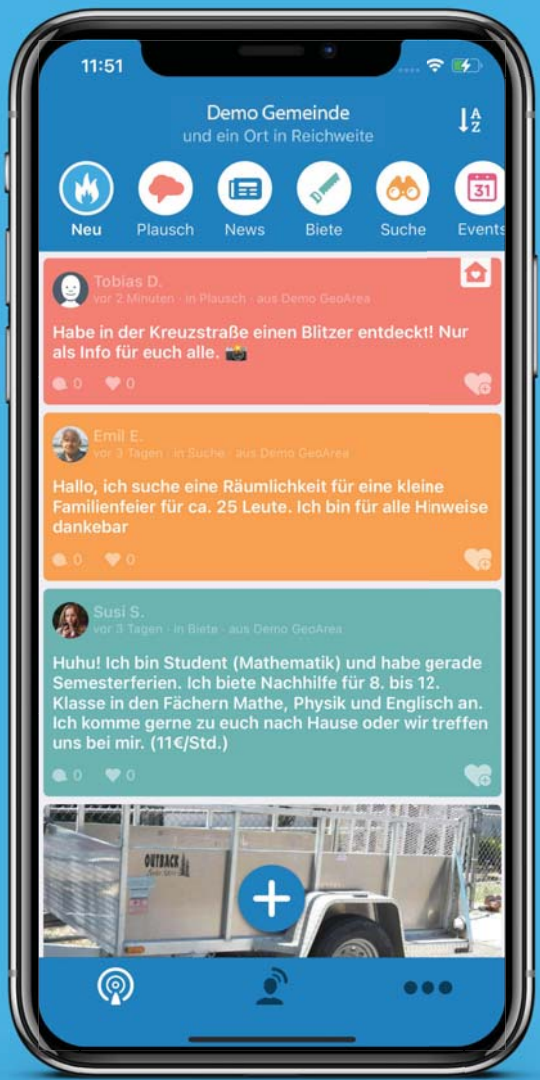 11:51
Demo Gemeinde
und ein Ort in Reichweite
A
Z
31
Neu Plausch News Biete Suche Events
Tobias D.
vor 2 Minuten · in Plausch · aus Demo GeoArea
Habe in der Kreuzstraße einen Blitzer entdeckt! Nur
als Info für euch alle.
0 0
Emil E.
vor 3 Tagen · in Suche · aus Demo GeoArea
Hallo, ich suche eine Räumlichkeit für eine kleine
Familienfeier für ca. 25 Leute. Ich bin für alle Hinweise
dankebar
0 0
Susi S.
vor 3 Tagen · in Biete · aus Demo GeoArea
Huhu! Ich bin Student (Mathematik) und habe gerade
Semesterferien. Ich biete Nachhilfe für 8. bis 12.
Klasse in den Fächern Mathe, Physik und Englisch an.
Ich komme gerne zu euch nach Hause oder wir treffen
uns bei mir. (11€/Std.)
0 0
OUTBACK